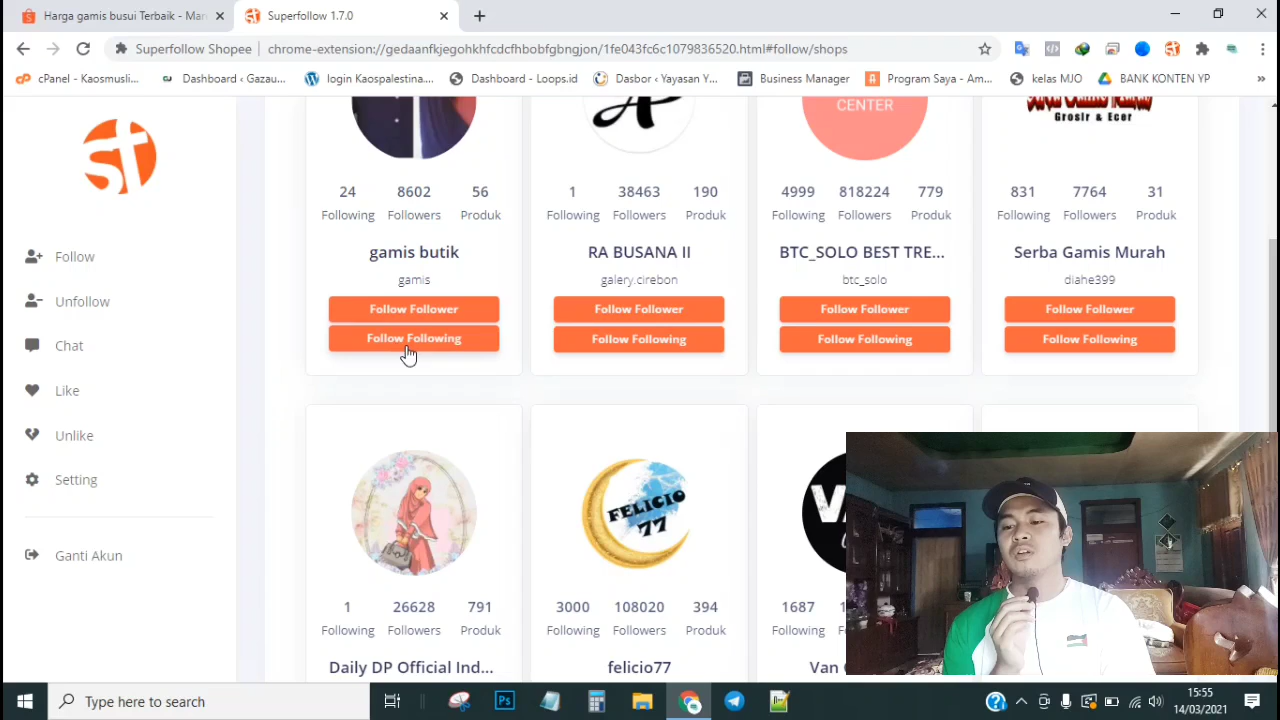 Harga gamis busui Terbaik - Mar
Superfollow 1.7.0
Superfollow Shopee
chrome-extension://gedaanfkjegohkhfcdcfhbobfgbngjon/1fe043fc6c1079836520.html#follow/shops
cPanel - Kaosmusli...
Dashboard ‹ Gazau...
login Kaospalestina....
Dashboard - Loops.id
Dasbor ‹ Yayasan Y...
Business Manager
Program Saya - Am...
kelas MJO
BANK KONTEN YP
»
st
Follow
Unfollow
Chat
Like
Unlike
Setting
Ganti Akun
A
CENTER
Grosir & Ecer
24 8602 56
Following Followers Produk
gamis butik
gamis
Follow Follower
Follow Following
1 38463 190
Following Followers Produk
RA BUSANA II
galery.cirebon
Follow Follower
Follow Following
4999 818224 779
Following Followers Produk
BTC_SOLO BEST TRE...
btc_solo
Follow Follower
Follow Following
831 7764 31
Following Followers Produk
Serba Gamis Murah
diahe399
Follow Follower
Follow Following
1 26628 791
Following Followers Produk
Daily DP Official Ind...
FELICIO
77
3000 108020 394
Following Followers Produk
felicio77
1687
Following
Van
Type here to search
Ps
15:55
14/03/2021